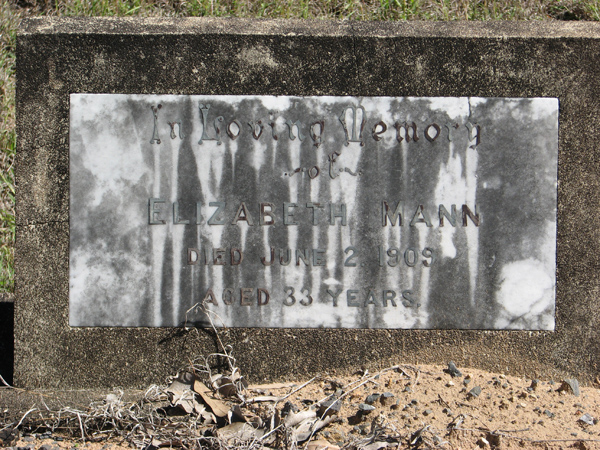 In Loving Memory
of
ELIZABETH MANN
DIED JUNE 2 1909
AGED 33 YEARS.